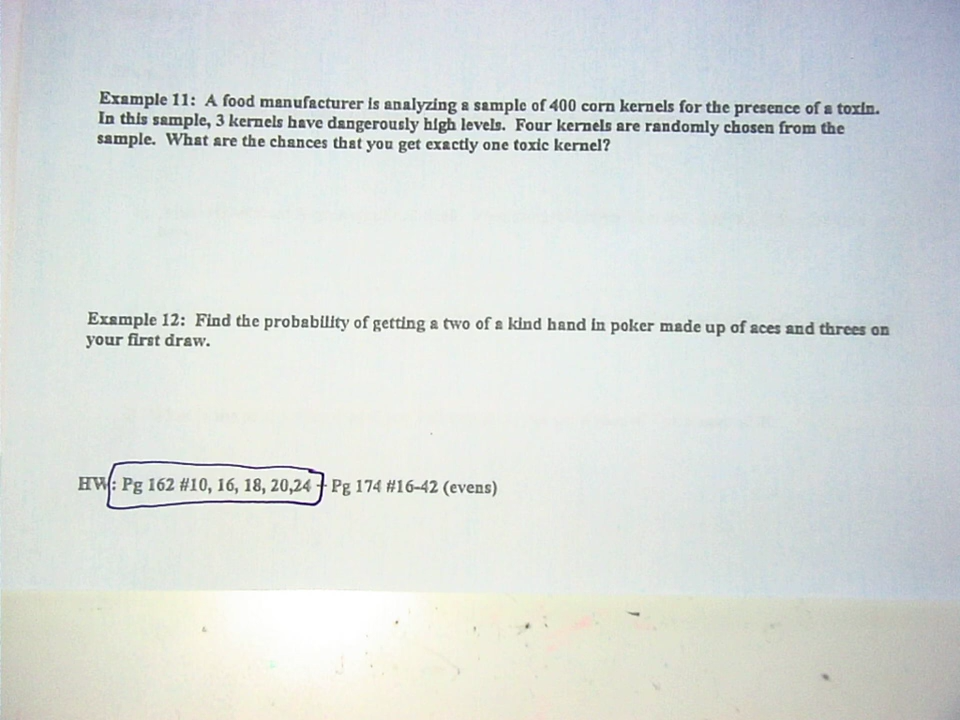 Example 11: A food manufacturer is analyzing a sample of 400 corn kernels for the presence of a toxin.
In this sample, 3 kernels have dangerously high levels. Four kernels are randomly chosen from the
sample. What are the chances that you get exactly one toxic kernel?
Example 12: Find the probability of getting a two of a kind hand in poker made up of aces and threes on
your first draw.
HW: Pg 162 #10, 16, 18, 20,24 + Pg 174 #16-42 (evens)